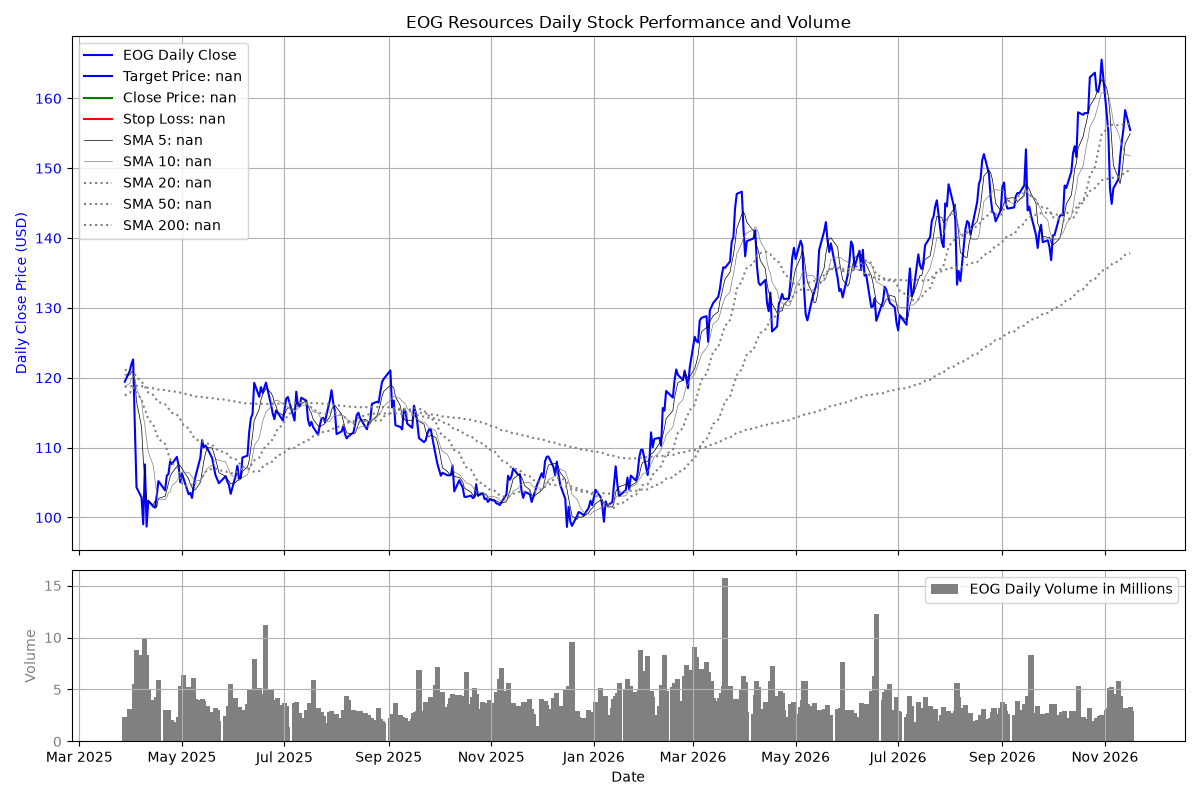 EOG Resources Daily Stock Performance and Volume
EOG Daily Close
Target Price: nan
Close Price: nan
Stop Loss: nan
SMA 5: nan
SMA 10: nan
SMA 20: nan
SMA 50: nan
SMA 200: nan
160
150
140
130
120
110
100
Daily Close Price (USD)
EOG Daily Volume in Millions
15
10
5
0
Volume
Mar 2025 May 2025 Jul 2025 Sep 2025 Nov 2025 Jan 2026 Mar 2026 May 2026 Jul 2026 Sep 2026 Nov 2026
Date